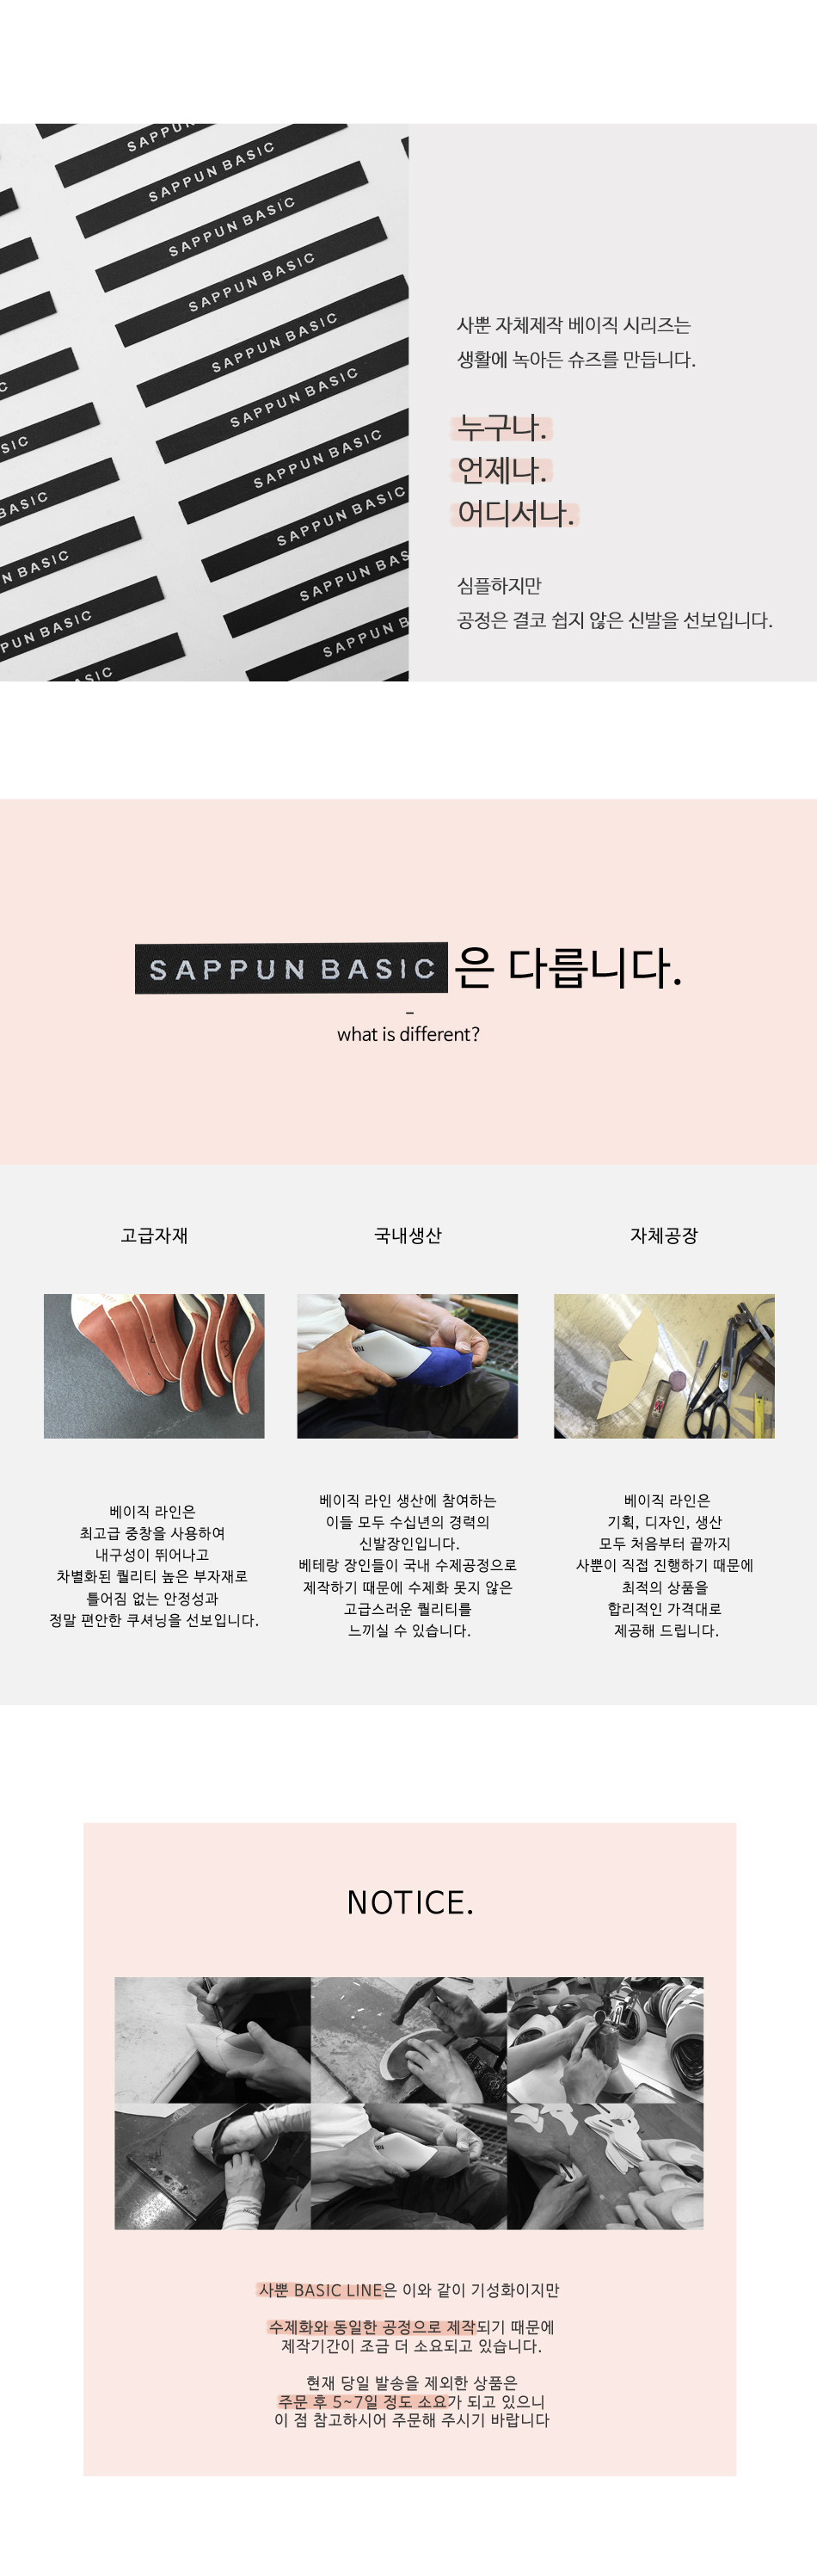 SAPPUN
SAPPUN BASIC
SAPPUN BASIC
SAPPUN BASIC
SAPPUN BASIC
SAPPUN BASIC
SAPPUN BASIC
SAPPUN BASIC
SAPPUN BAS
SAPPUN B
C
SIC
BASIC
N BASIC
PUN BASIC
ASIC
사뿐 자체제작 베이직 시리즈는
생활에 녹아든 슈즈를 만듭니다.
누구나.
언제나.
어디서나.
심플하지만
공정은 결코 쉽지 않은 신발을 선보입니다.
SAPPUN BASIC은 다릅니다.
–
what is different?
고급자재
베이직 라인은
최고급 중창을 사용하여
내구성이 뛰어나고
차별화된 퀄리티 높은 부자재로
틀어짐 없는 안정성과
정말 편안한 쿠셔닝을 선보입니다.
국내생산
베이직 라인 생산에 참여하는
이들 모두 수십년의 경력의
신발장인입니다.
베테랑 장인들이 국내 수제공정으로
제작하기 때문에 수제화 못지 않은
고급스러운 퀄리티를
느끼실 수 있습니다.
자체공장
베이직 라인은
기획, 디자인, 생산
모두 처음부터 끝까지
사뿐이 직접 진행하기 때문에
최적의 상품을
합리적인 가격대로
제공해 드립니다.
NOTICE.
사뿐 BASIC LINE은 이와 같이 기성화이지만
수제화와 동일한 공정으로 제작되기 때문에
제작기간이 조금 더 소요되고 있습니다.
현재 당일 발송을 제외한 상품은
주문 후 5~7일 정도 소요가 되고 있으니
이 점 참고하시어 주문해 주시기 바랍니다